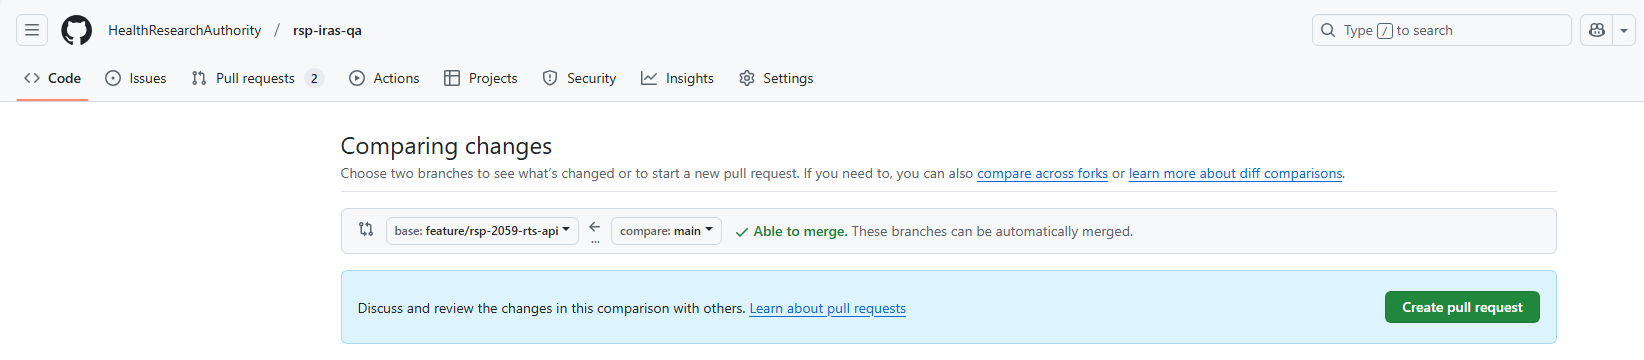 HealthResearchAuthority / rsp-iras-qa
Type / to search
Code Issues Pull requests 2 Actions Projects Security Insights Settings
Comparing changes
Choose two branches to see what's changed or to start a new pull request. If you need to, you can also compare across forks or learn more about diff comparisons.
base: feature/rsp-2059-rts-api ← ... compare: main ✓ Able to merge. These branches can be automatically merged.
Discuss and review the changes in this comparison with others. Learn about pull requests
Create pull request